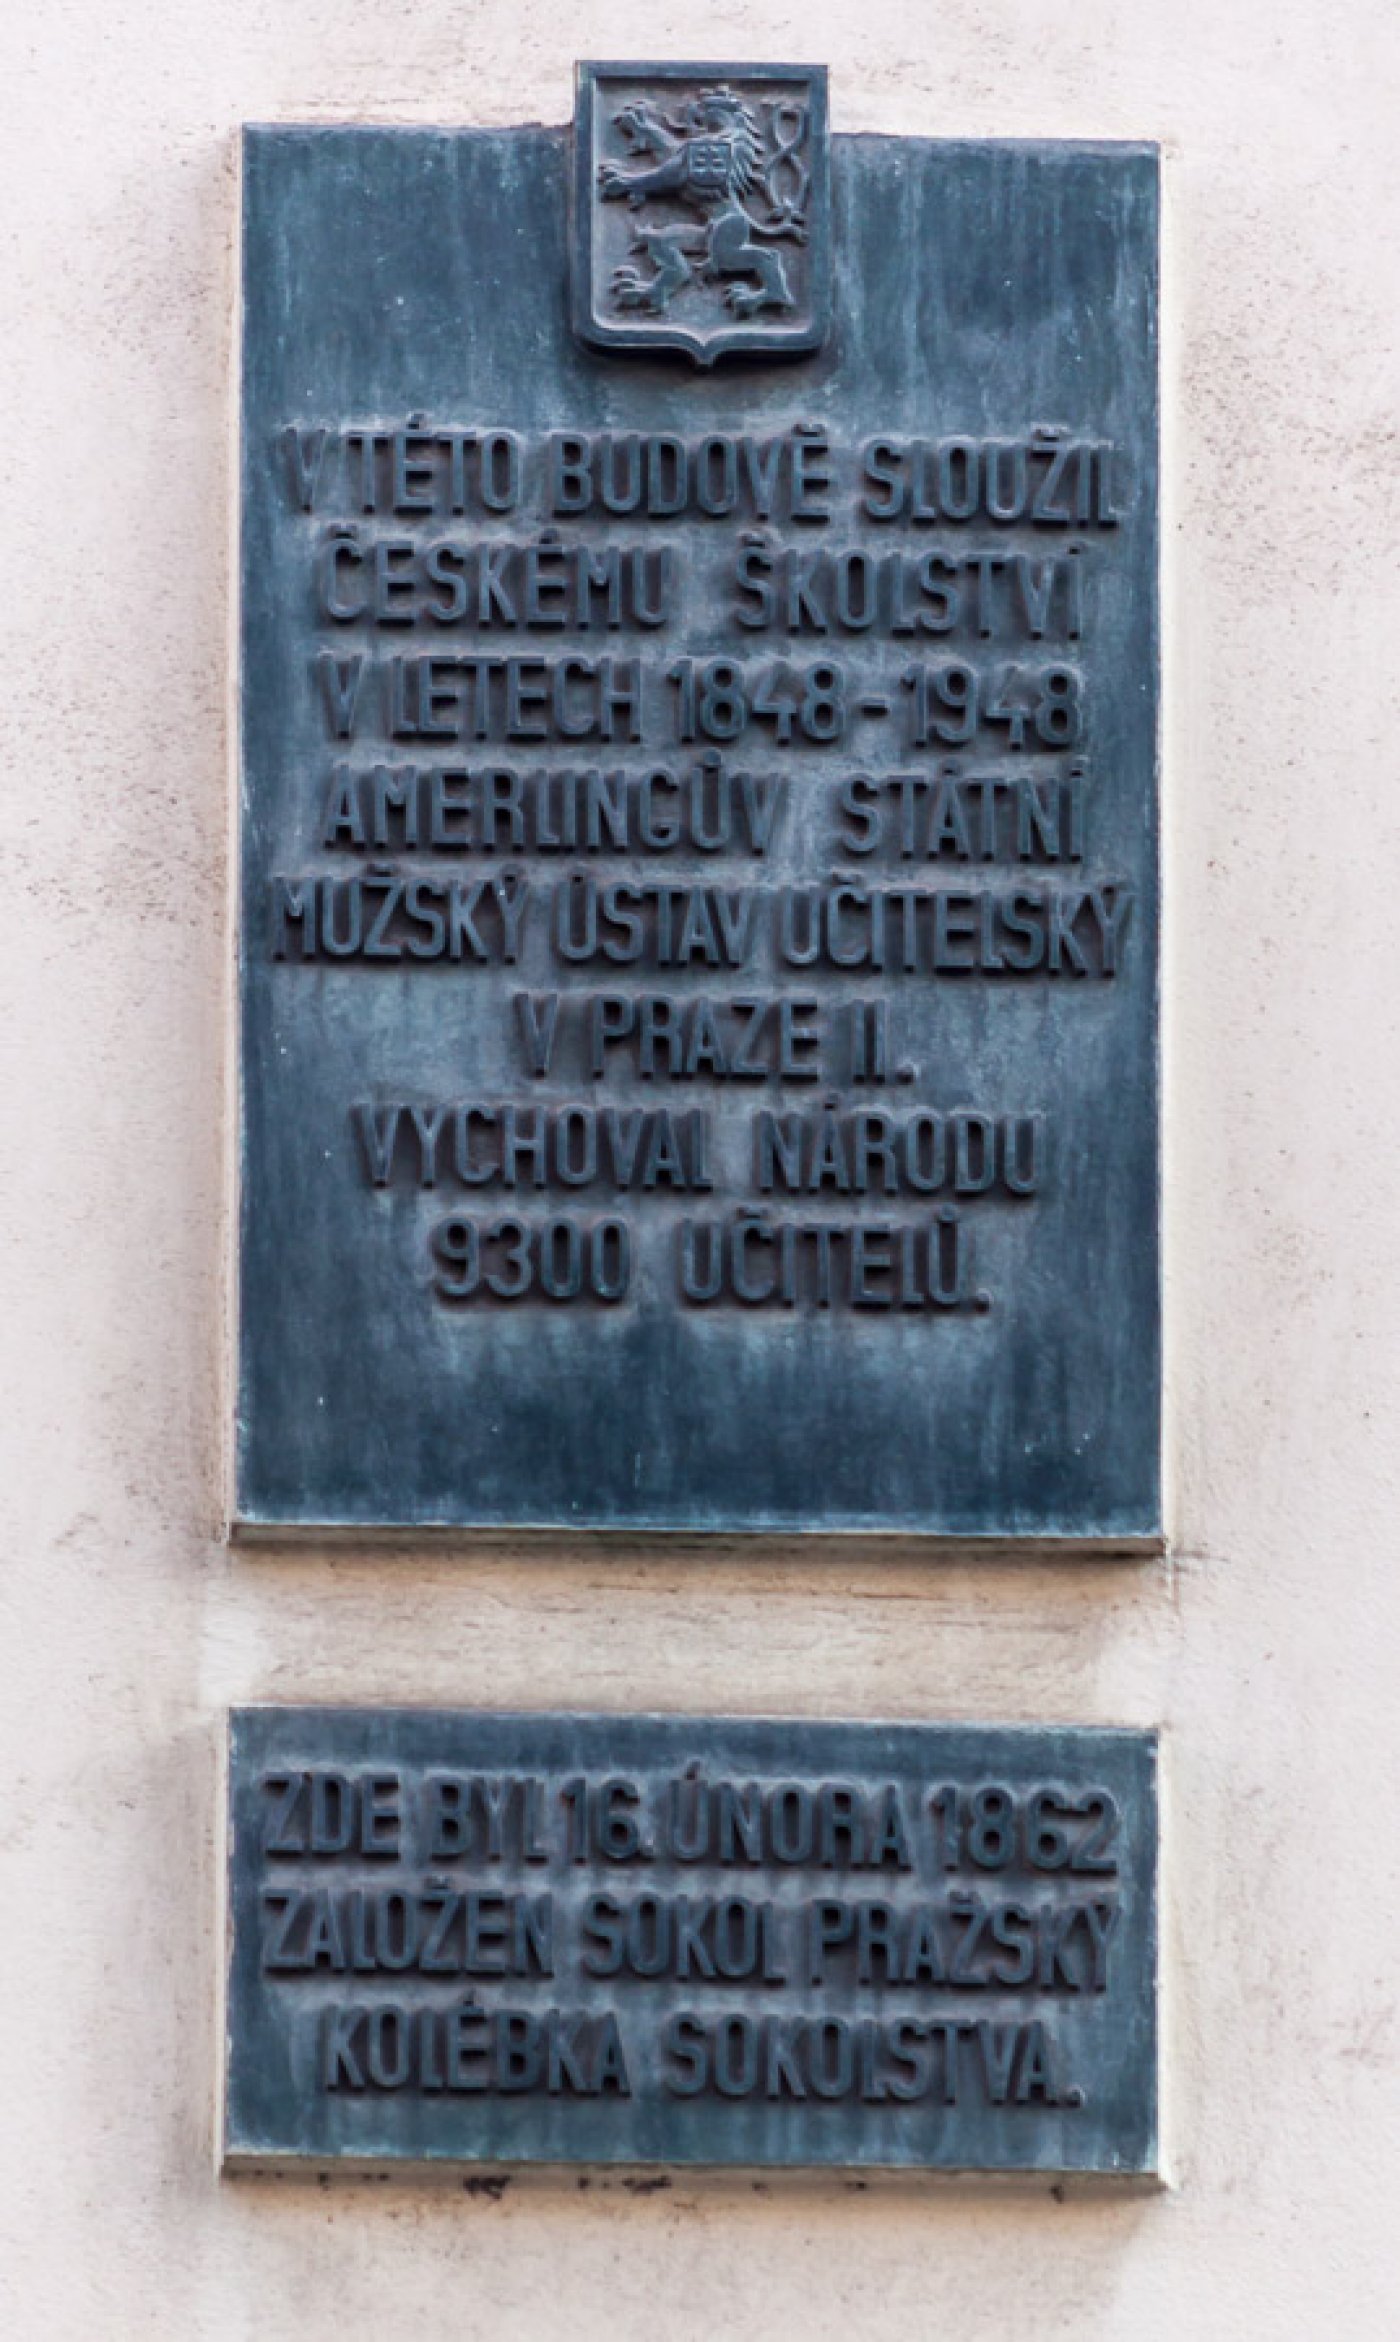 V TÉTO BUDOVĚ SLOUŽIL
ČESKÉMU ŠKOLSTVÍ
V LETECH 1848-1948
AMERLINGŮV STÁTNÍ
MUŽSKÝ ÚSTAV UČITELSKÝ
V PRAZE II.
VYCHOVAL NÁRODU
9300 UČITELŮ.
ZDE BYL 16. ÚNORA 1862
ZALOŽEN SOKOL PRAŽSKÝ
KOLÉBKA SOKOLSTVA.